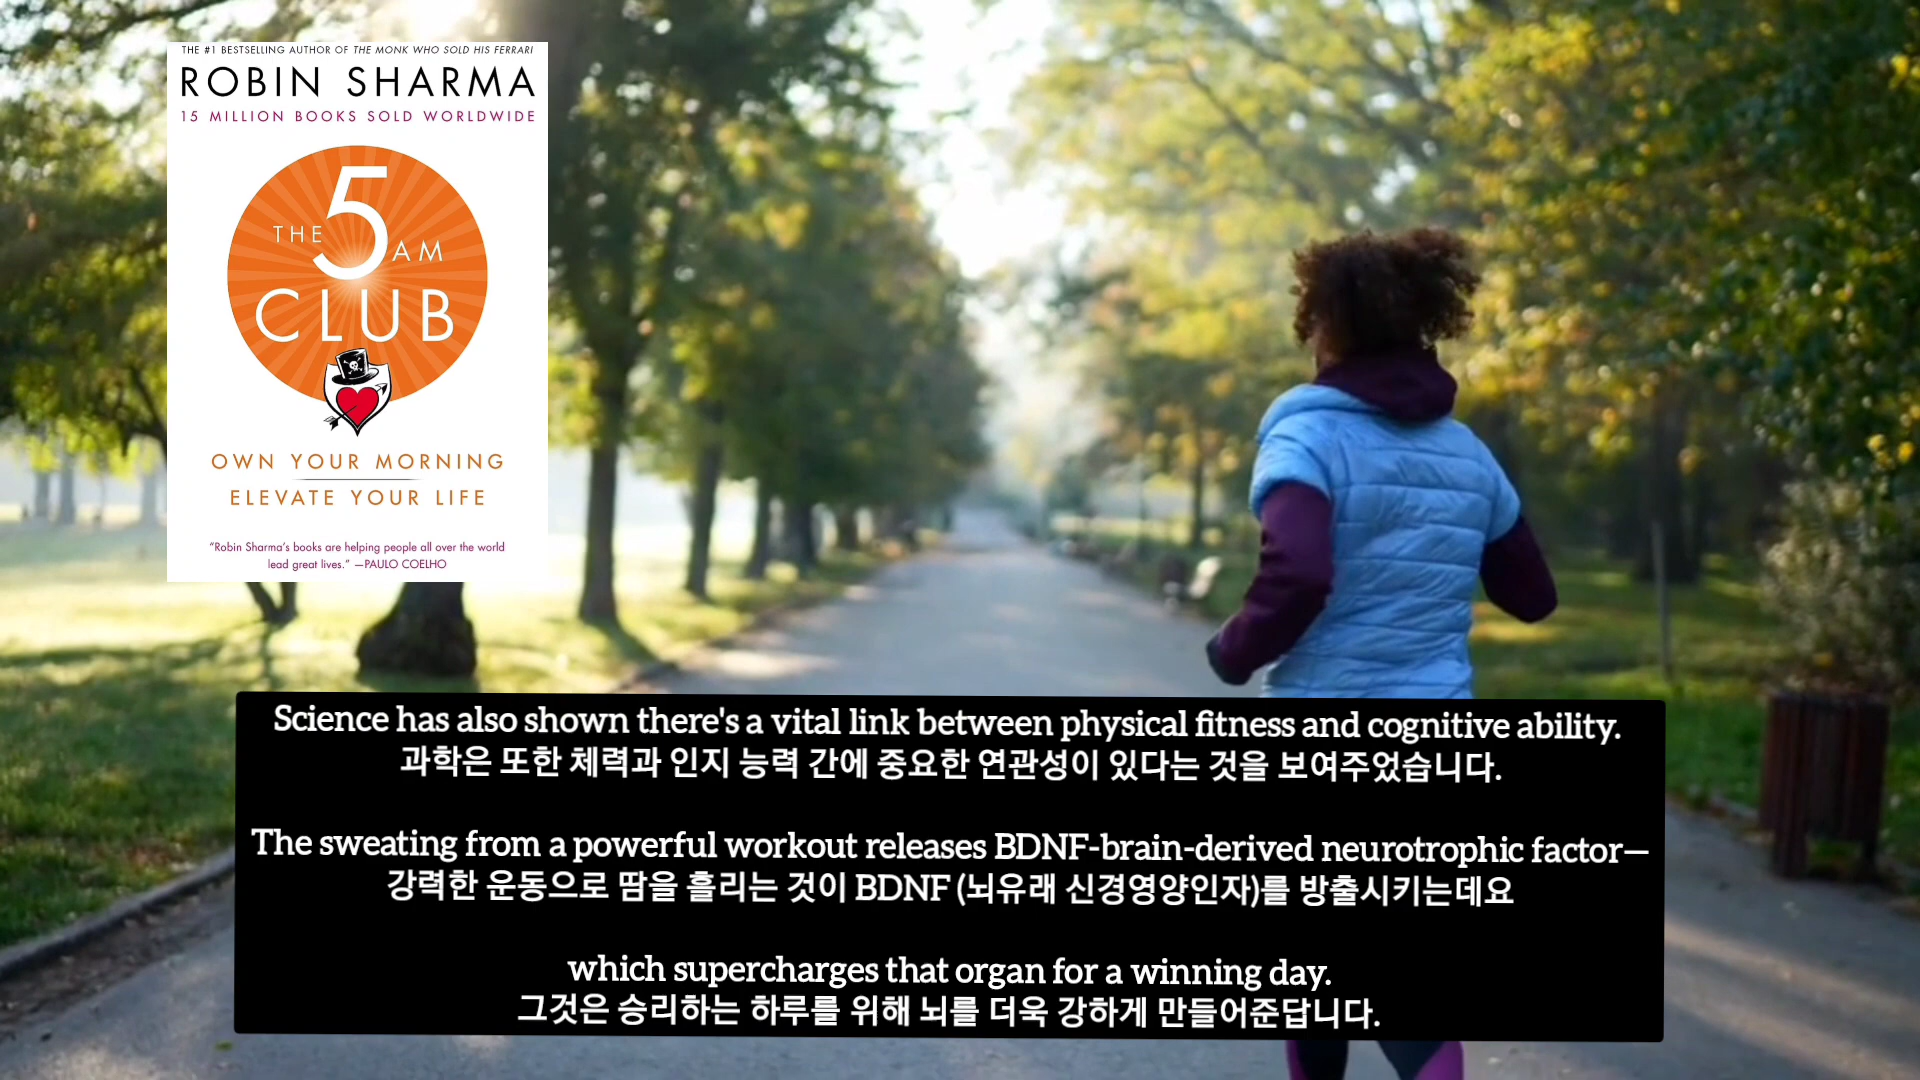 THE #1 BESTSELLING AUTHOR OF THE MONK WHO SOLD HIS FERRARI
ROBIN SHARMA
15 MILLION BOOKS SOLD WORLDWIDE
THE 5 AM
CLUB
OWN YOUR MORNING
ELEVATE YOUR LIFE
"Robin Sharma's books are helping people all over the world
lead great lives." —PAULO COELHO
Science has also shown there's a vital link between physical fitness and cognitive ability.
과학은 또한 체력과 인지 능력 간에 중요한 연관성이 있다는 것을 보여주었습니다.
The sweating from a powerful workout releases BDNF-brain-derived neurotrophic factor—
강력한 운동으로 땀을 흘리는 것이 BDNF (뇌유래 신경영양인자)를 방출시키는데요
which supercharges that organ for a winning day.
그것은 승리하는 하루를 위해 뇌를 더욱 강하게 만들어준답니다.